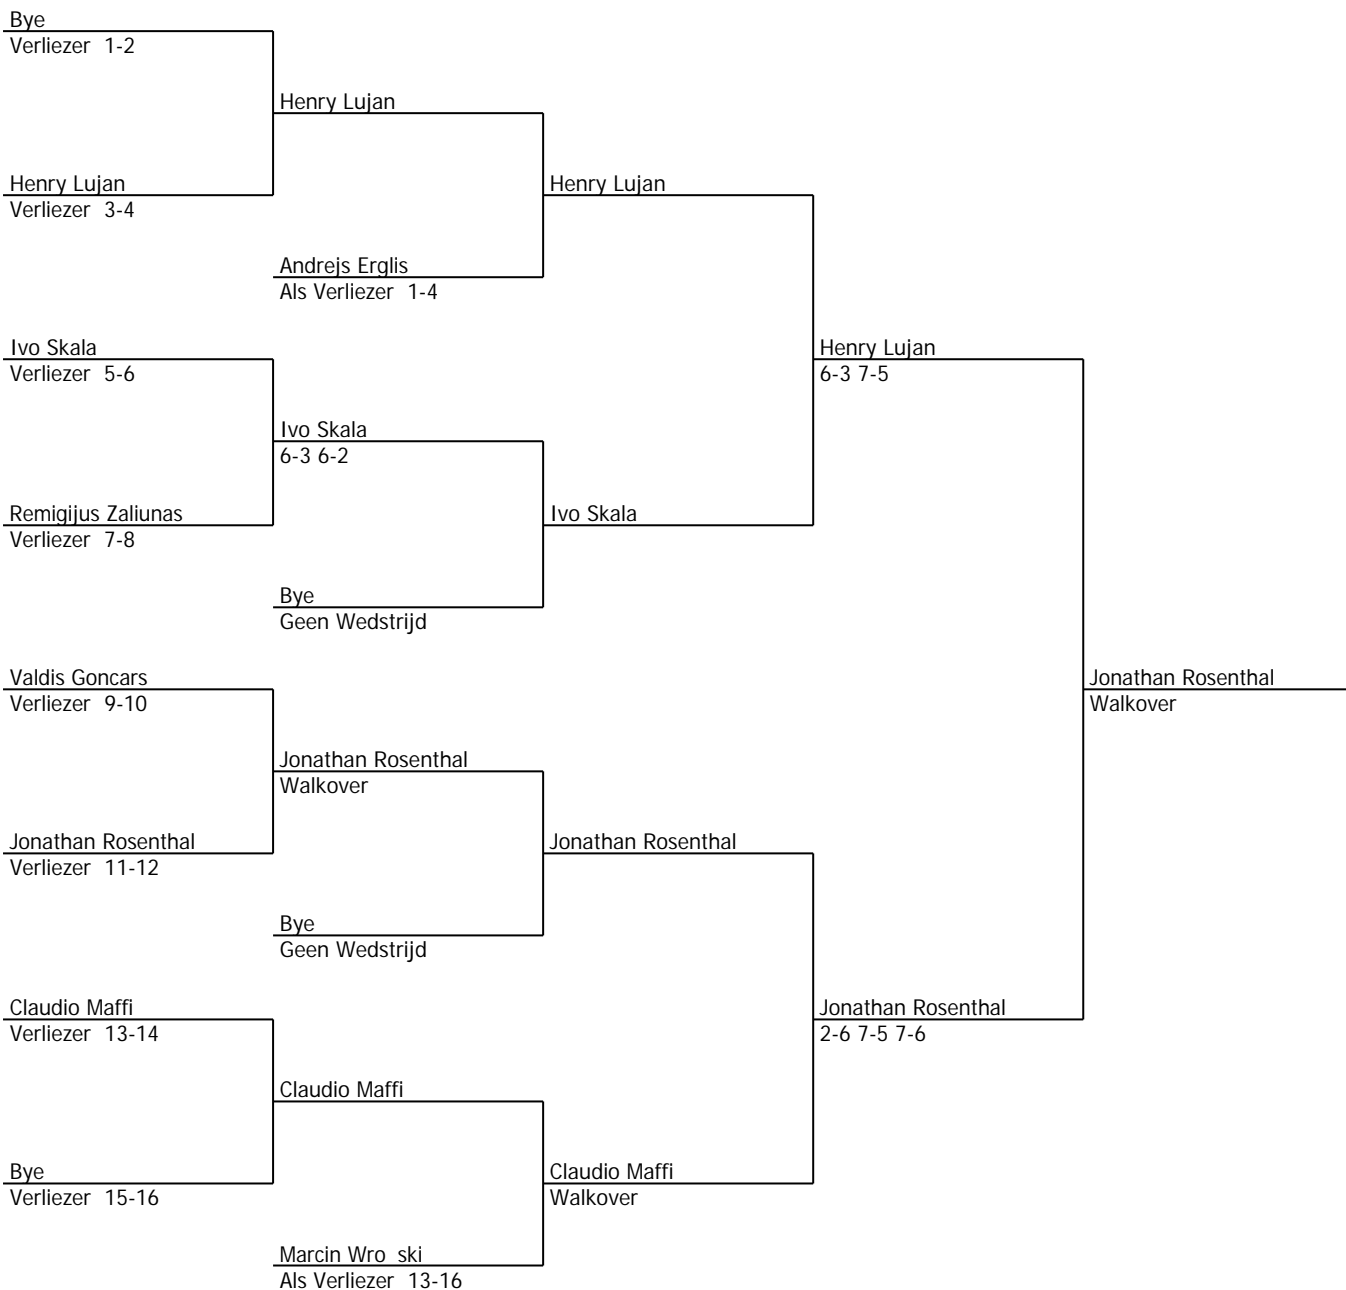 Bye
Verliezer 1-2
Henry Lujan
Henry Lujan
Verliezer 3-4
Henry Lujan
Andrejs Erglis
Als Verliezer 1-4
Ivo Skala
Verliezer 5-6
Henry Lujan
6-3 7-5
Ivo Skala
6-3 6-2
Remigijus Zaliunas
Verliezer 7-8
Ivo Skala
Bye
Geen Wedstrijd
Valdis Goncars
Verliezer 9-10
Jonathan Rosenthal
Walkover
Jonathan Rosenthal
Walkover
Jonathan Rosenthal
Verliezer 11-12
Jonathan Rosenthal
Bye
Geen Wedstrijd
Claudio Maffi
Verliezer 13-14
Jonathan Rosenthal
2-6 7-5 7-6
Claudio Maffi
Bye
Verliezer 15-16
Claudio Maffi
Walkover
Marcin Wro ski
Als Verliezer 13-16